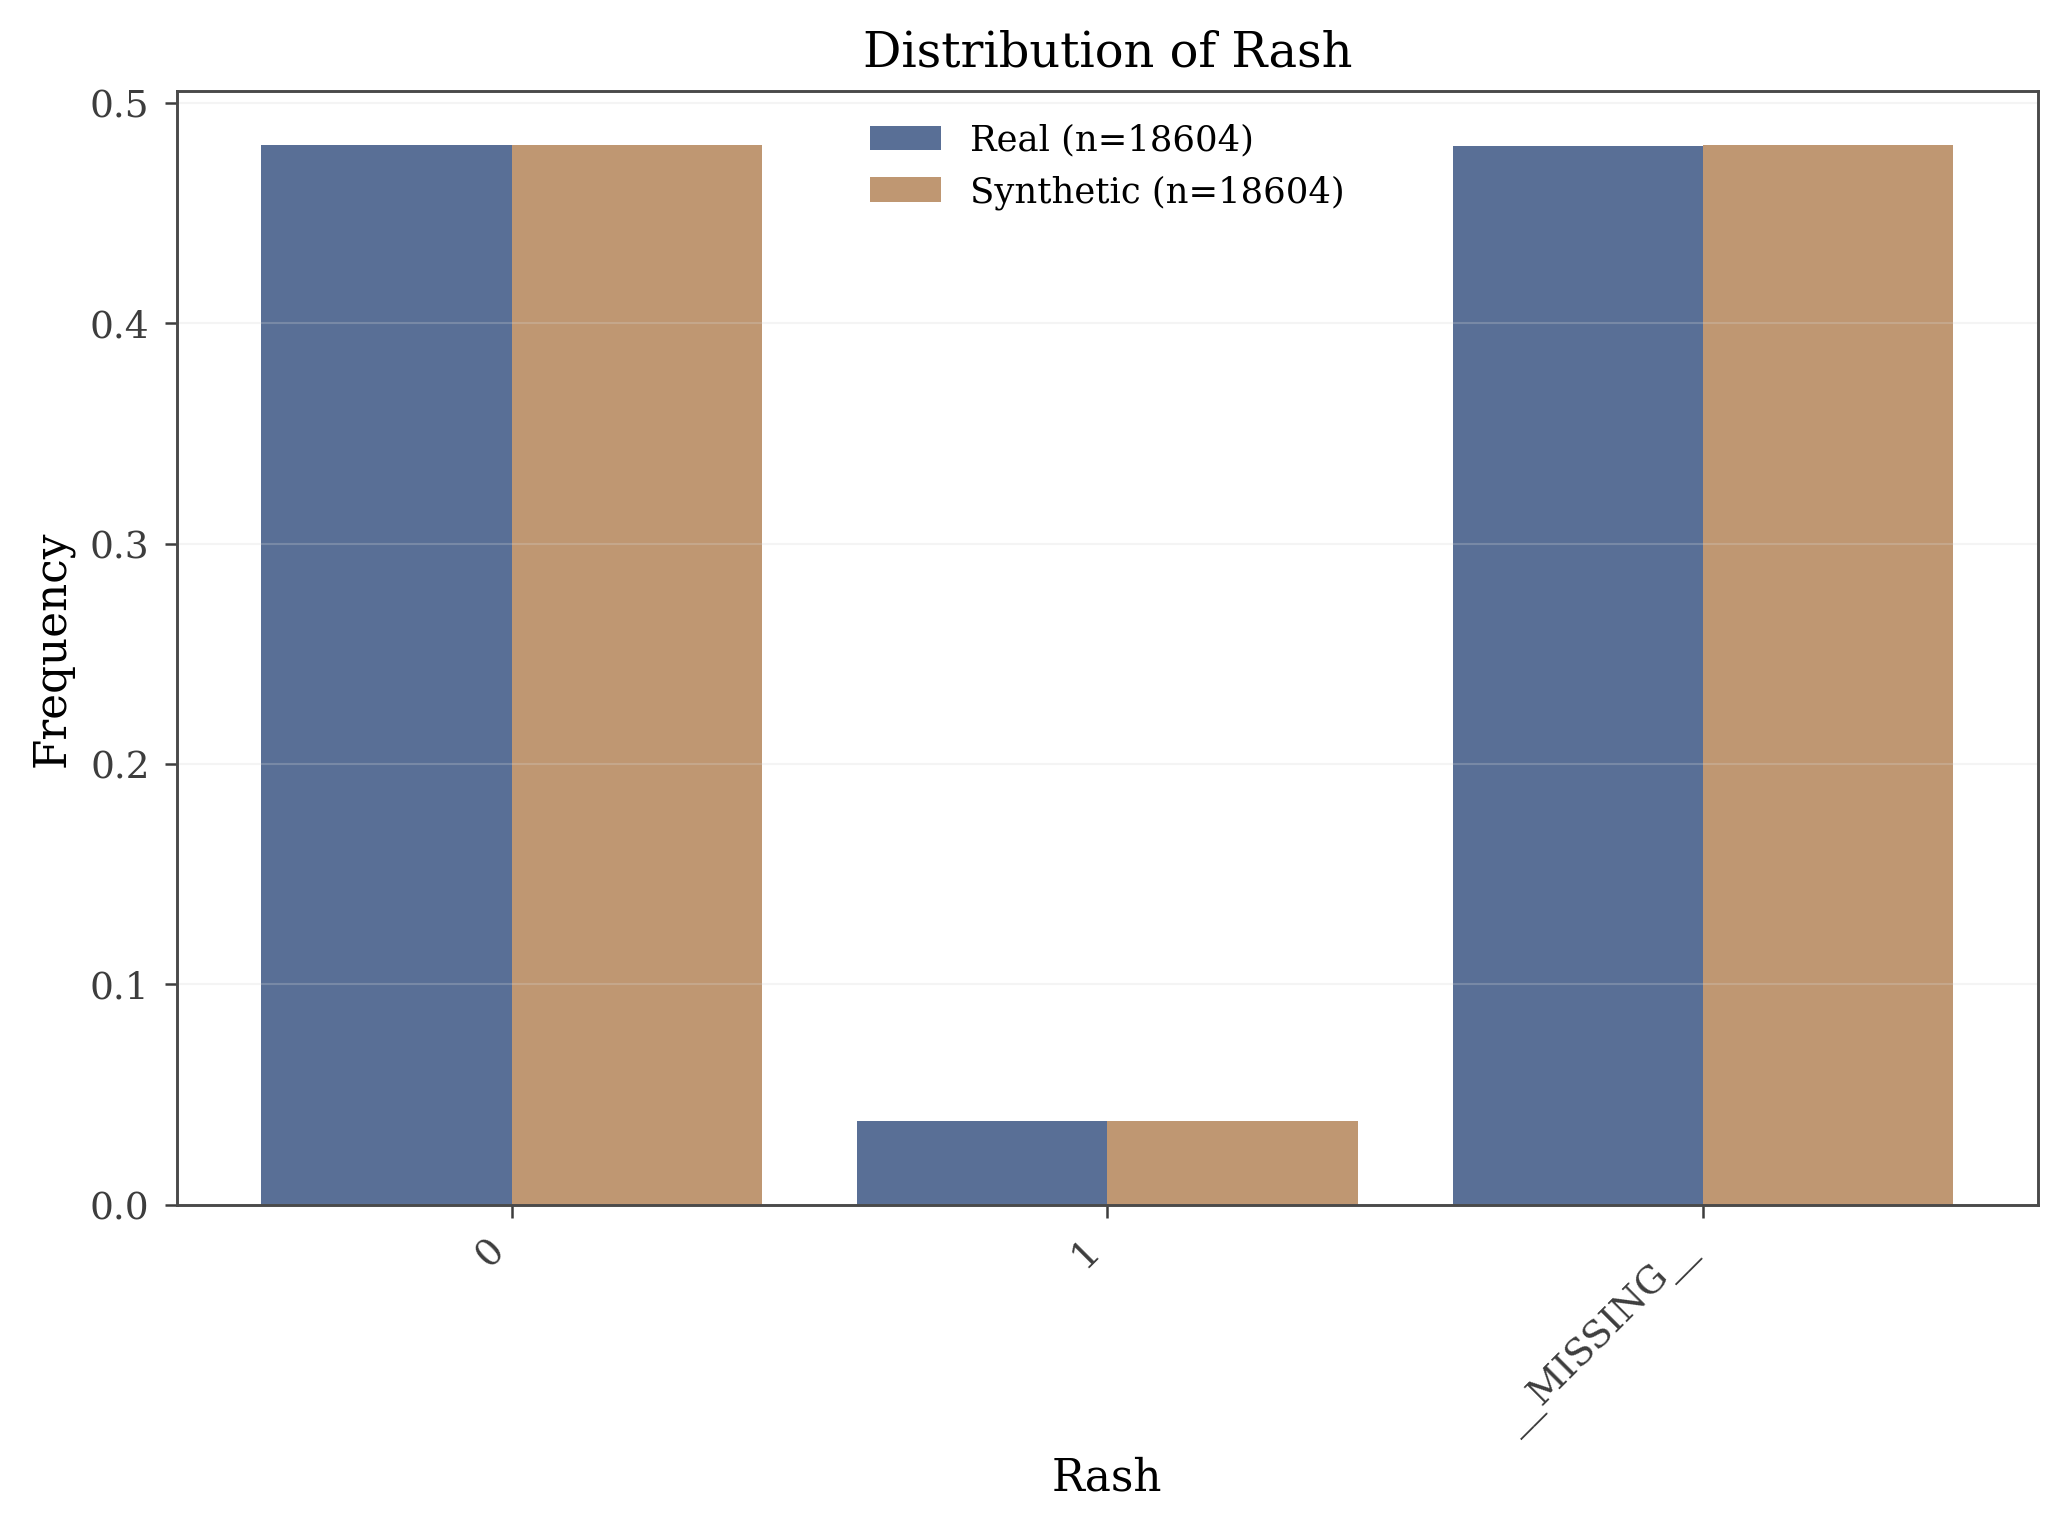 Distribution of Rash
0.5
0.4
0.3
0.2
0.1
0.0
Frequency
Real (n=18604)
Synthetic (n=18604)
0
1
__MISSING__
Rash